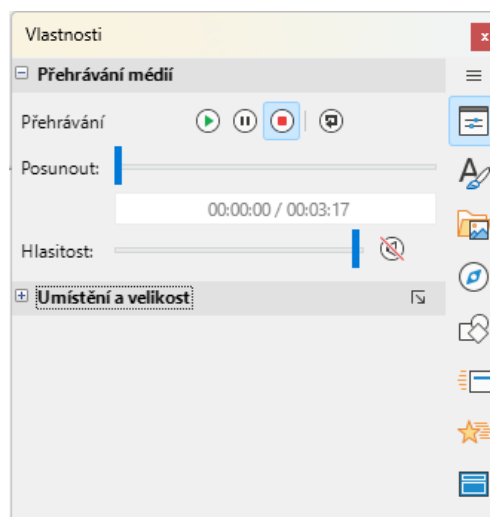 Vlastnosti
x
Přehrávání médií
Přehrávání
Posunout:
00:00:00 / 00:03:17
Hlasitost:
Umístění a velikost